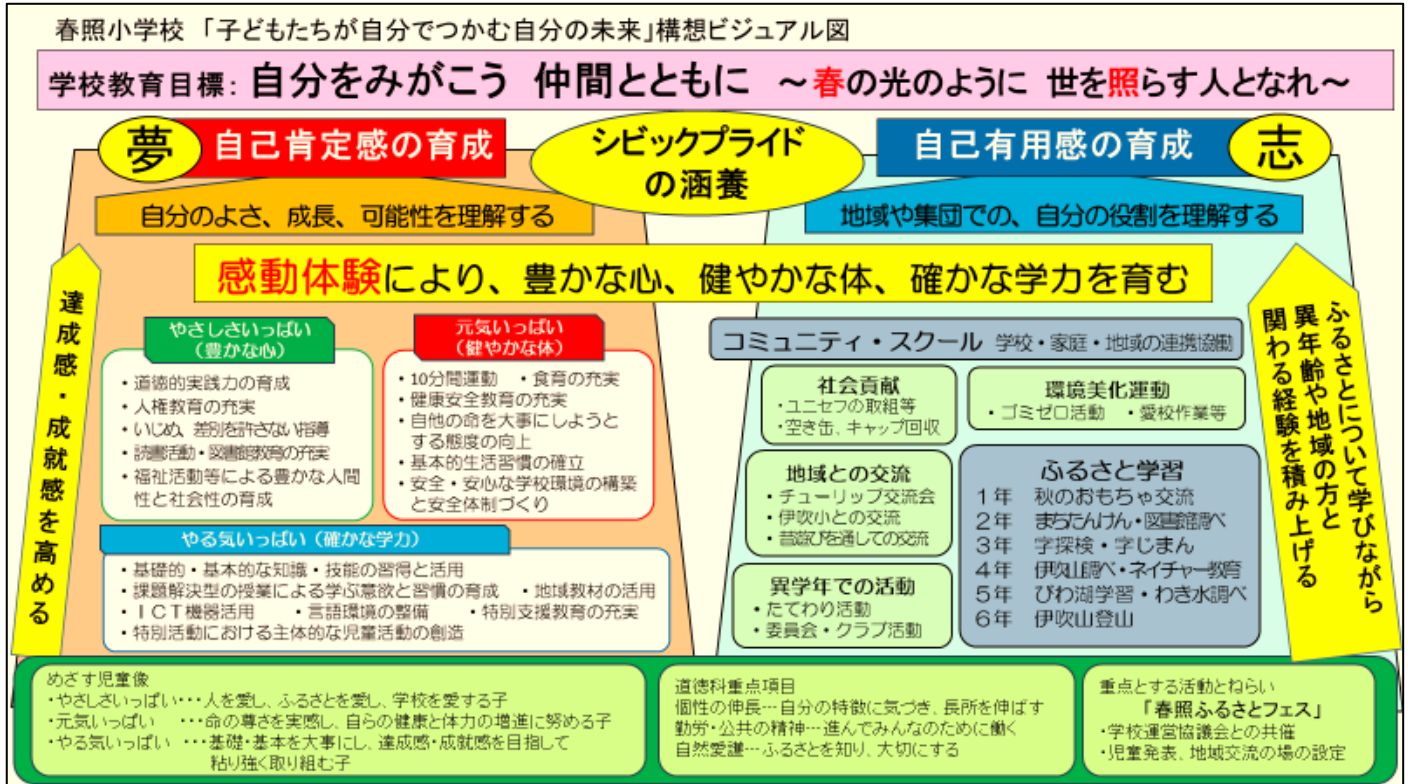 春照小学校 「子どもたちが自分でつかむ自分の未来」構想ビジュアル図
学校教育目標：自分をみがこう 仲間とともに ～春の光のように 世を照らす人となれ～
夢
自己肯定感の育成
シビックプライド
の涵養
自己有用感の育成
志
自分のよさ、成長、可能性を理解する
地域や集団での、自分の役割を理解する
感動体験により、豊かな心、健やかな体、確かな学力を育む
達成感・成就感を高める
やさしさいっぱい
（豊かな心）
・道徳的実践力の育成
・人権教育の充実
・いじめ、差別を許さない指導
・読書活動・図書館教育の充実
・福祉活動等による豊かな人間
性と社会性の育成
元気いっぱい
（健やかな体）
・10分間運動 ・食育の充実
・健康安全教育の充実
・自他の命を大事にしようと
する態度の向上
・基本的生活習慣の確立
・安全・安心な学校環境の構築
と安全体制づくり
やる気いっぱい（確かな学力）
・基礎的・基本的な知識・技能の習得と活用
・課題解決型の授業による学ぶ意欲と習慣の育成 ・地域教材の活用
・ＩＣＴ機器活用 ・言語環境の整備 ・特別支援教育の充実
・特別活動における主体的な児童活動の創造
コミュニティ・スクール 学校・家庭・地域の連携協働
社会貢献
・ユニセフの取組等
・空き缶、キャップ回収
環境美化運動
・ゴミゼロ活動 ・愛校作業等
地域との交流
・チューリップ交流会
・伊吹小との交流
・昔遊びを通しての交流
異学年での活動
・たてわり活動
・委員会・クラブ活動
ふるさと学習
1年 秋のおもちゃ交流
2年 まちたんけん・図書館調べ
3年 字探検・字じまん
4年 伊吹山調べ・ネイチャー教育
5年 びわ湖学習・わき水調べ
6年 伊吹山登山
ふるさとについて学びながら
異年齢や地域の方と
関わる経験を積み上げる
めざす児童像
・やさしさいっぱい・・・人を愛し、ふるさとを愛し、学校を愛する子
・元気いっぱい ・・・命の尊さを実感し、自らの健康と体力の増進に努める子
・やる気いっぱい ・・・基礎・基本を大事にし、達成感・成就感を目指して
粘り強く取り組む子
道徳科重点項目
個性の伸長…自分の特徴に気づき、長所を伸ばす
勤労・公共の精神…進んでみんなのために働く
自然愛護…ふるさとを知り、大切にする
重点とする活動とねらい
「春照ふるさとフェス」
・学校運営協議会との共催
・児童発表、地域交流の場の設定